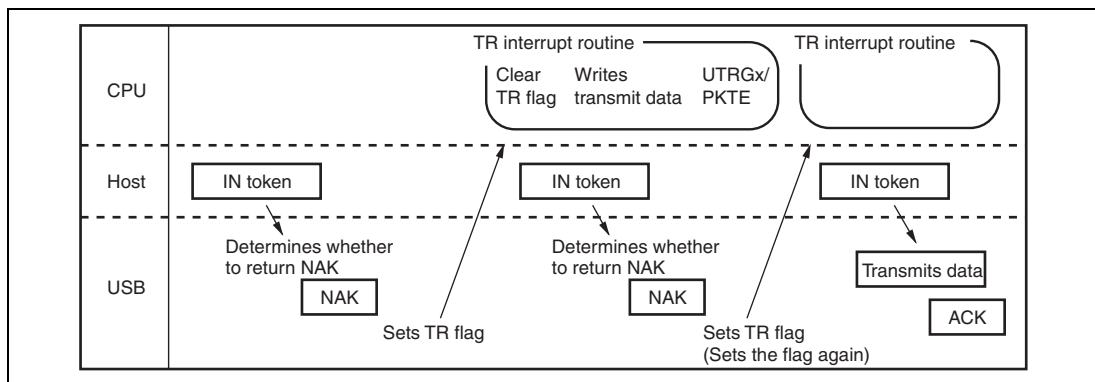 CPU
TR interrupt routine
Clear Writes UTRGx/
TR flag transmit data PKTE
TR interrupt routine
Host
IN token
IN token
IN token
USB
Determines whether
to return NAK
NAK
Sets TR flag
Determines whether
to return NAK
NAK
Sets TR flag
(Sets the flag again)
Transmits data
ACK